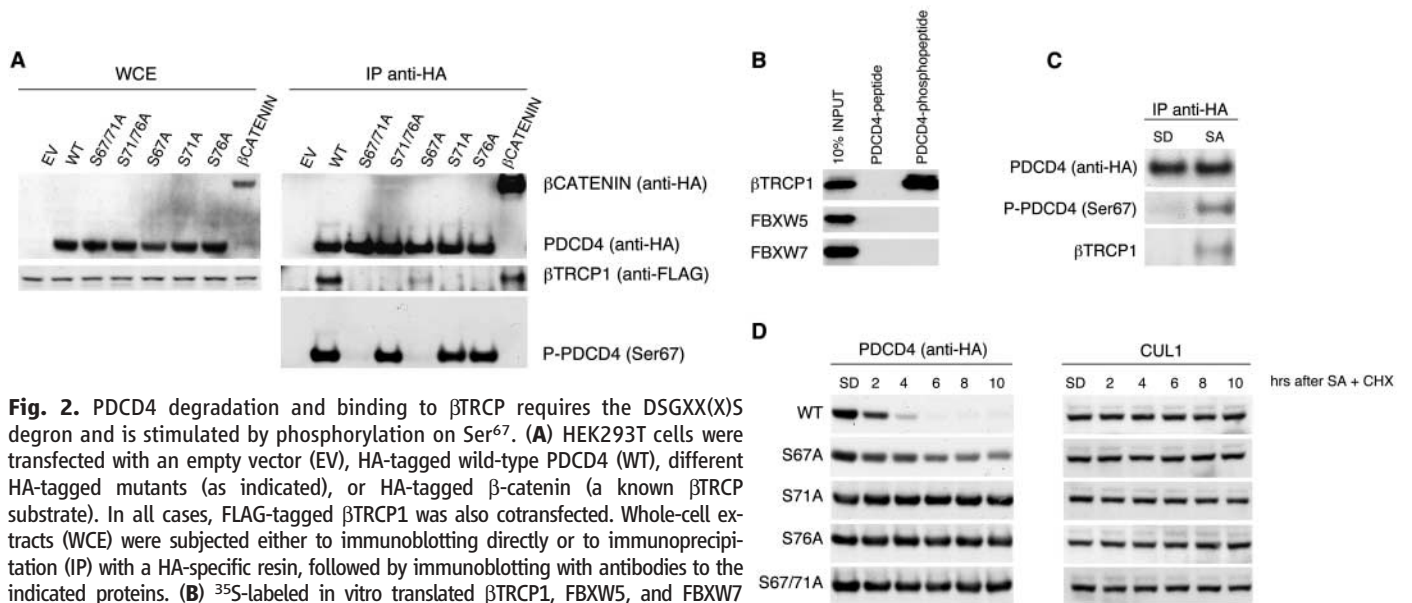 A
WCE
IP anti-HA
EV
WT
S67/71A
S71/76A
S67A
S71A
S76A
βCATENIN
EV
WT
S67/71A
S71/76A
S67A
S71A
S76A
βCATENIN
βCATENIN (anti-HA)
PDCD4 (anti-HA)
βTRCP1 (anti-FLAG)
P-PDCD4 (Ser67)
B
10% INPUT
PDCD4-peptide
PDCD4-phosphopeptide
βTRCP1
FBXW5
FBXW7
C
IP anti-HA
SD SA
PDCD4 (anti-HA)
P-PDCD4 (Ser67)
βTRCP1
D
PDCD4 (anti-HA)
CUL1
SD 2 4 6 8 10
SD 2 4 6 8 10
hrs after SA + CHX
WT
S67A
S71A
S76A
S67/71A
Fig. 2. PDCD4 degradation and binding to βTRCP requires the DSGXX(X)S
degron and is stimulated by phosphorylation on Ser⁶⁷. (A) HEK293T cells were
transfected with an empty vector (EV), HA-tagged wild-type PDCD4 (WT), different
HA-tagged mutants (as indicated), or HA-tagged β-catenin (a known βTRCP
substrate). In all cases, FLAG-tagged βTRCP1 was also cotransfected. Whole-cell ex-
tracts (WCE) were subjected either to immunoblotting directly or to immunoprecipi-
tation (IP) with a HA-specific resin, followed by immunoblotting with antibodies to the
indicated proteins. (B) ³⁵S-labeled in vitro translated βTRCP1, FBXW5, and FBXW7